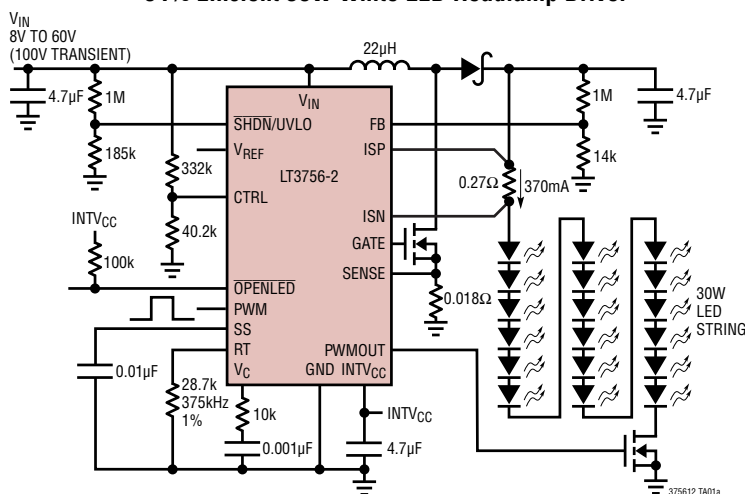 94% Efficient 30W White LED Headlamp Driver
VIN
8V TO 60V
(100V TRANSIENT)
22µH
4.7µF
1M
185k
332k
40.2k
INTVCC
100k
VIN
SHDN/UVLO
VREF
LT3756-2
CTRL
OPENLED
PWM
SS
RT
VC
GND
INTVCC
PWMOUT
SENSE
GATE
ISN
ISP
FB
1M
14k
4.7µF
0.27Ω
370mA
0.018Ω
30W
LED
STRING
0.01µF
28.7k
375kHz
1%
10k
0.001µF
INTVCC
4.7µF
375612 TA01a